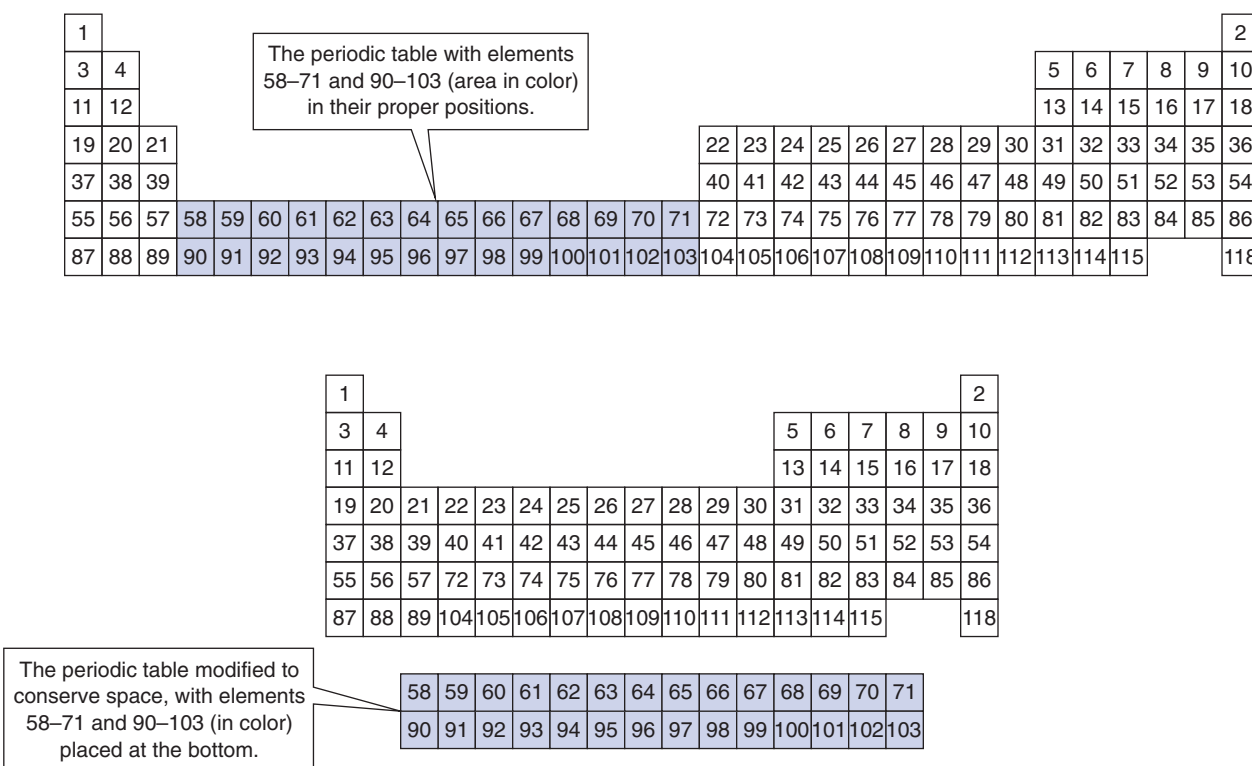 1 2
The periodic table with elements
58–71 and 90–103 (area in color)
in their proper positions.
3 4 5 6 7 8 9 10
11 12 13 14 15 16 17 18
19 20 21 22 23 24 25 26 27 28 29 30 31 32 33 34 35 36
37 38 39 40 41 42 43 44 45 46 47 48 49 50 51 52 53 54
55 56 57 58 59 60 61 62 63 64 65 66 67 68 69 70 71 72 73 74 75 76 77 78 79 80 81 82 83 84 85 86
87 88 89 90 91 92 93 94 95 96 97 98 99 100 101 102 103 104 105 106 107 108 109 110 111 112 113 114 115 118
1 2
3 4 5 6 7 8 9 10
11 12 13 14 15 16 17 18
19 20 21 22 23 24 25 26 27 28 29 30 31 32 33 34 35 36
37 38 39 40 41 42 43 44 45 46 47 48 49 50 51 52 53 54
55 56 57 72 73 74 75 76 77 78 79 80 81 82 83 84 85 86
87 88 89 104 105 106 107 108 109 110 111 112 113 114 115 118
The periodic table modified to
conserve space, with elements
58–71 and 90–103 (in color)
placed at the bottom.
58 59 60 61 62 63 64 65 66 67 68 69 70 71
90 91 92 93 94 95 96 97 98 99 100 101 102 103